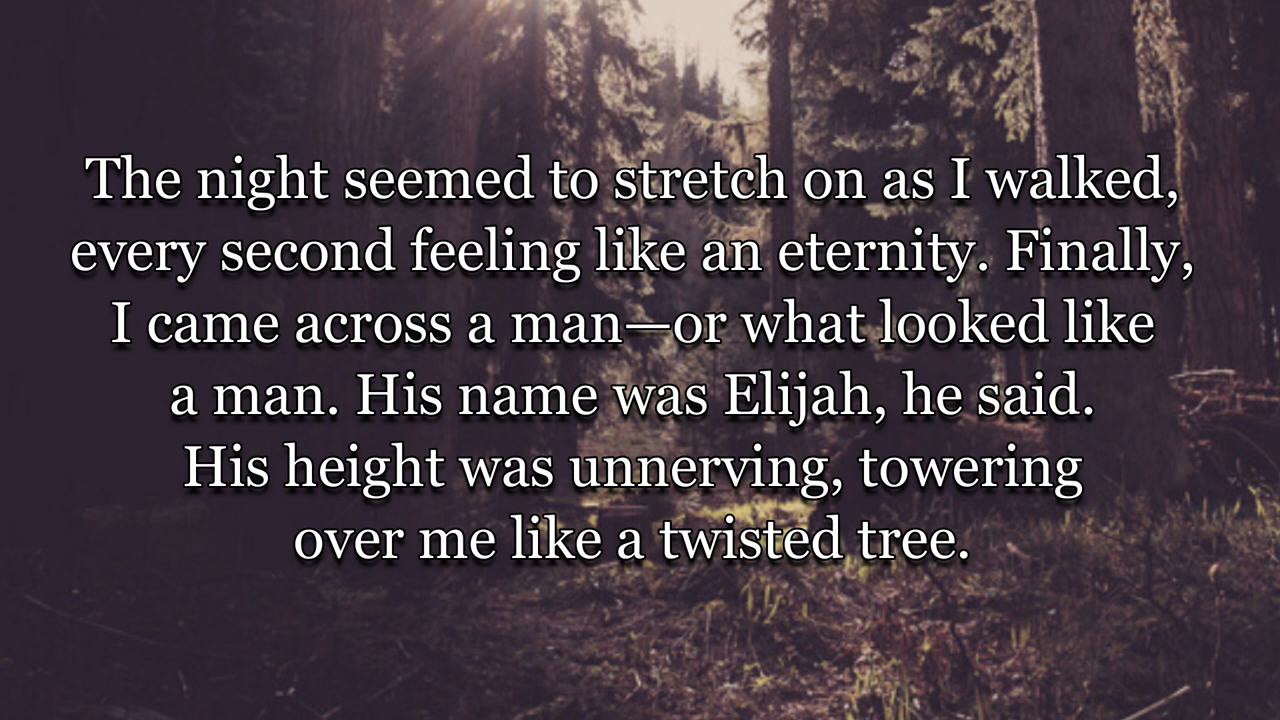 The night seemed to stretch on as I walked,
every second feeling like an eternity. Finally,
I came across a man—or what looked like
a man. His name was Elijah, he said.
His height was unnerving, towering
over me like a twisted tree.